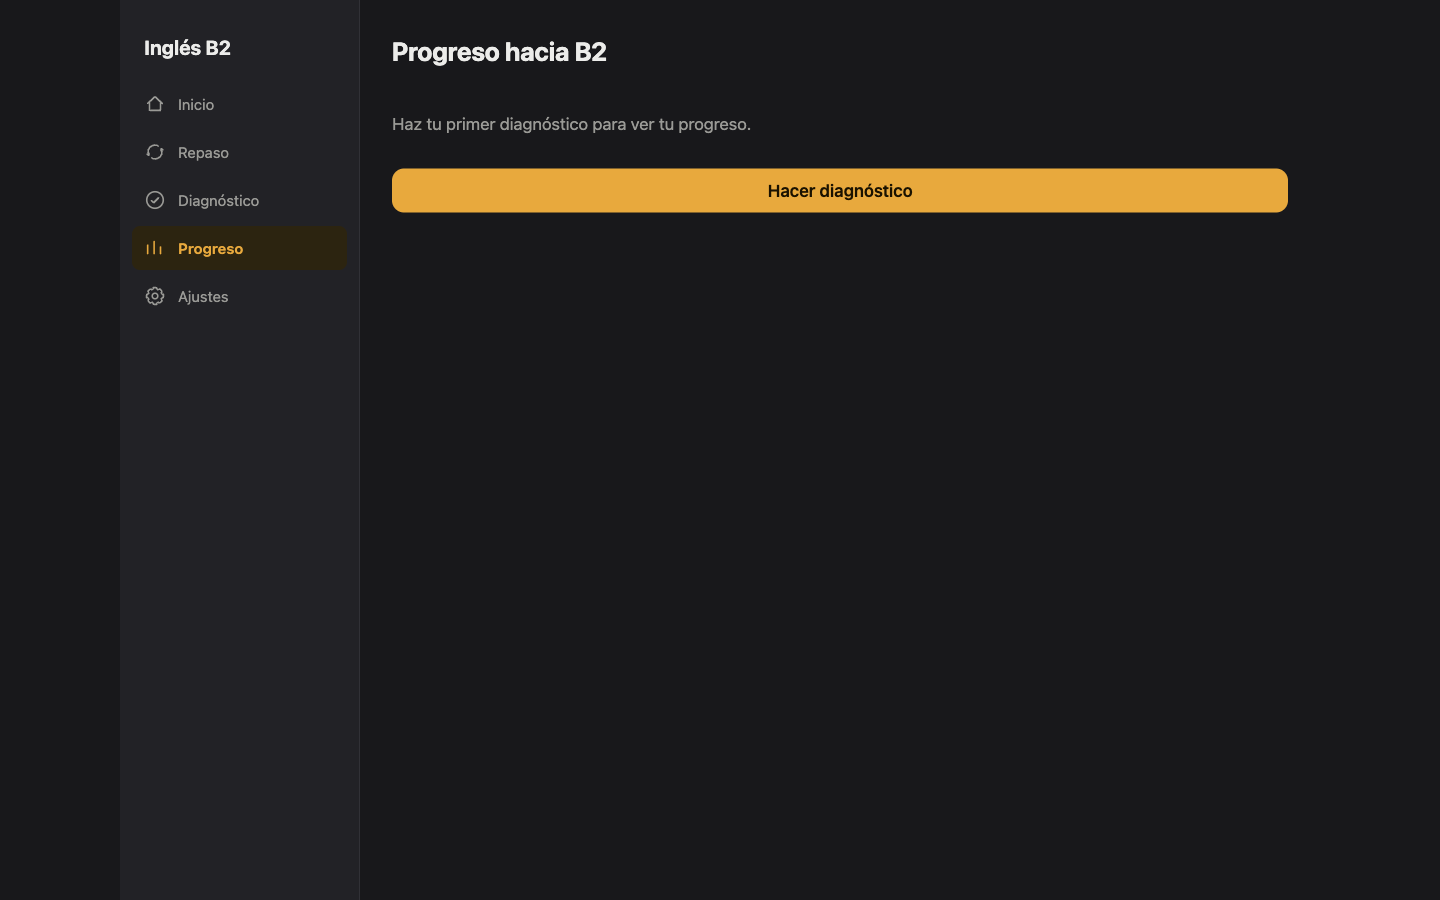 Inglés B2
Inicio
Repaso
Diagnóstico
Progreso
Ajustes
Progreso hacia B2
Haz tu primer diagnóstico para ver tu progreso.
Hacer diagnóstico